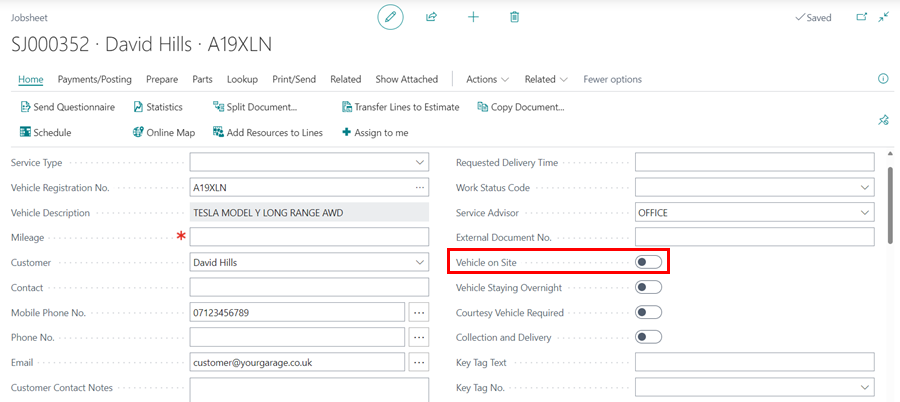 Jobsheet
Saved
SJ000352 · David Hills · A19XLN
Home Payments/Posting Prepare Parts Lookup Print/Send Related Show Attached Actions Related Fewer options
Send Questionnaire Statistics Split Document... Transfer Lines to Estimate Copy Document...
Schedule Online Map Add Resources to Lines Assign to me
Service Type
Vehicle Registration No. A19XLN
Vehicle Description TESLA MODEL Y LONG RANGE AWD
Mileage *
Customer David Hills
Contact
Mobile Phone No. 07123456789
Phone No.
Email customer@yourgarage.co.uk
Customer Contact Notes
Requested Delivery Time
Work Status Code
Service Advisor OFFICE
External Document No.
Vehicle on Site
Vehicle Staying Overnight
Courtesy Vehicle Required
Collection and Delivery
Key Tag Text
Key Tag No.